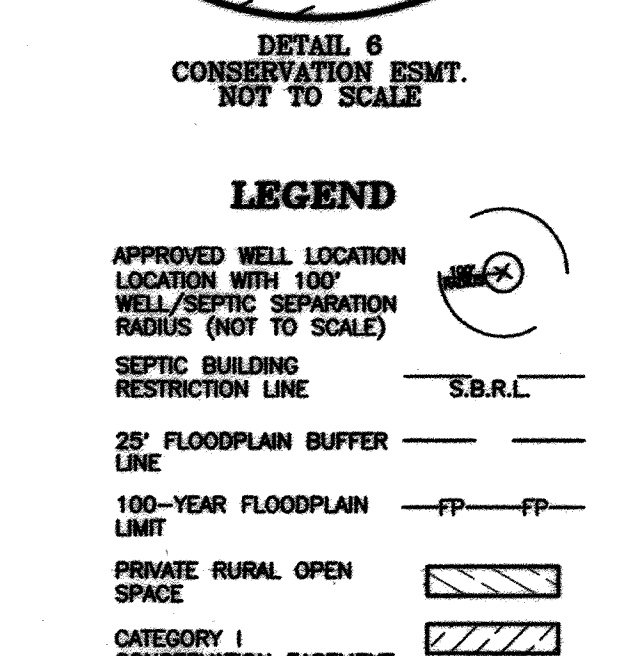 DETAIL 6
CONSERVATION ESMT.
NOT TO SCALE
LEGEND
APPROVED WELL LOCATION
LOCATION WITH 100'
WELL/SEPTIC SEPARATION
RADIUS (NOT TO SCALE)
100'
RADIUS
SEPTIC BUILDING
RESTRICTION LINE
S.B.R.L.
25' FLOODPLAIN BUFFER
LINE
100-YEAR FLOODPLAIN
LIMIT
FP FP
PRIVATE RURAL OPEN
SPACE
CATEGORY I